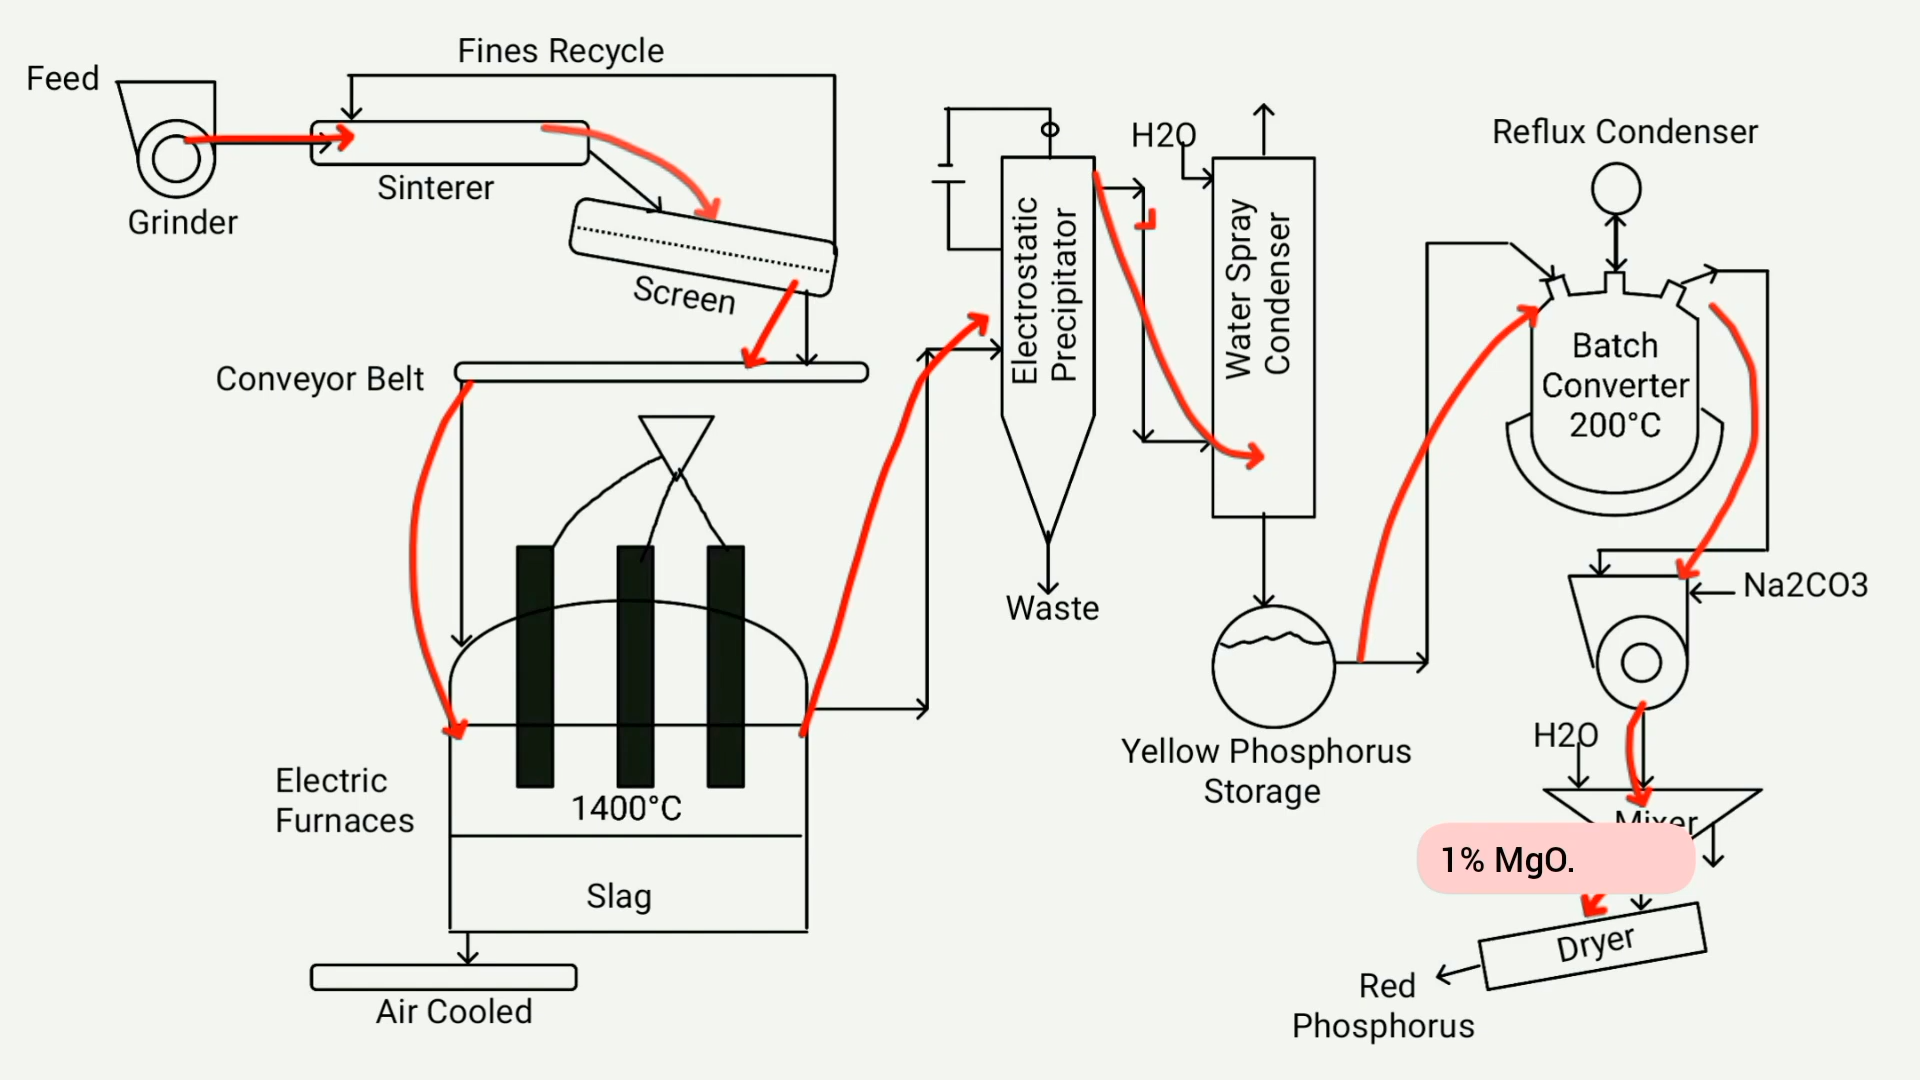 Fines Recycle
Feed
Sinterer
Grinder
Screen
Conveyor Belt
Electric
Furnaces
1400°C
Slag
Air Cooled
Electrostatic
Precipitator
Waste
H2O
Water Spray
Condenser
Yellow Phosphorus
Storage
Reflux Condenser
Batch
Converter
200°C
Na2CO3
H2O
Mixer
1% MgO.
Dryer
Red
Phosphorus